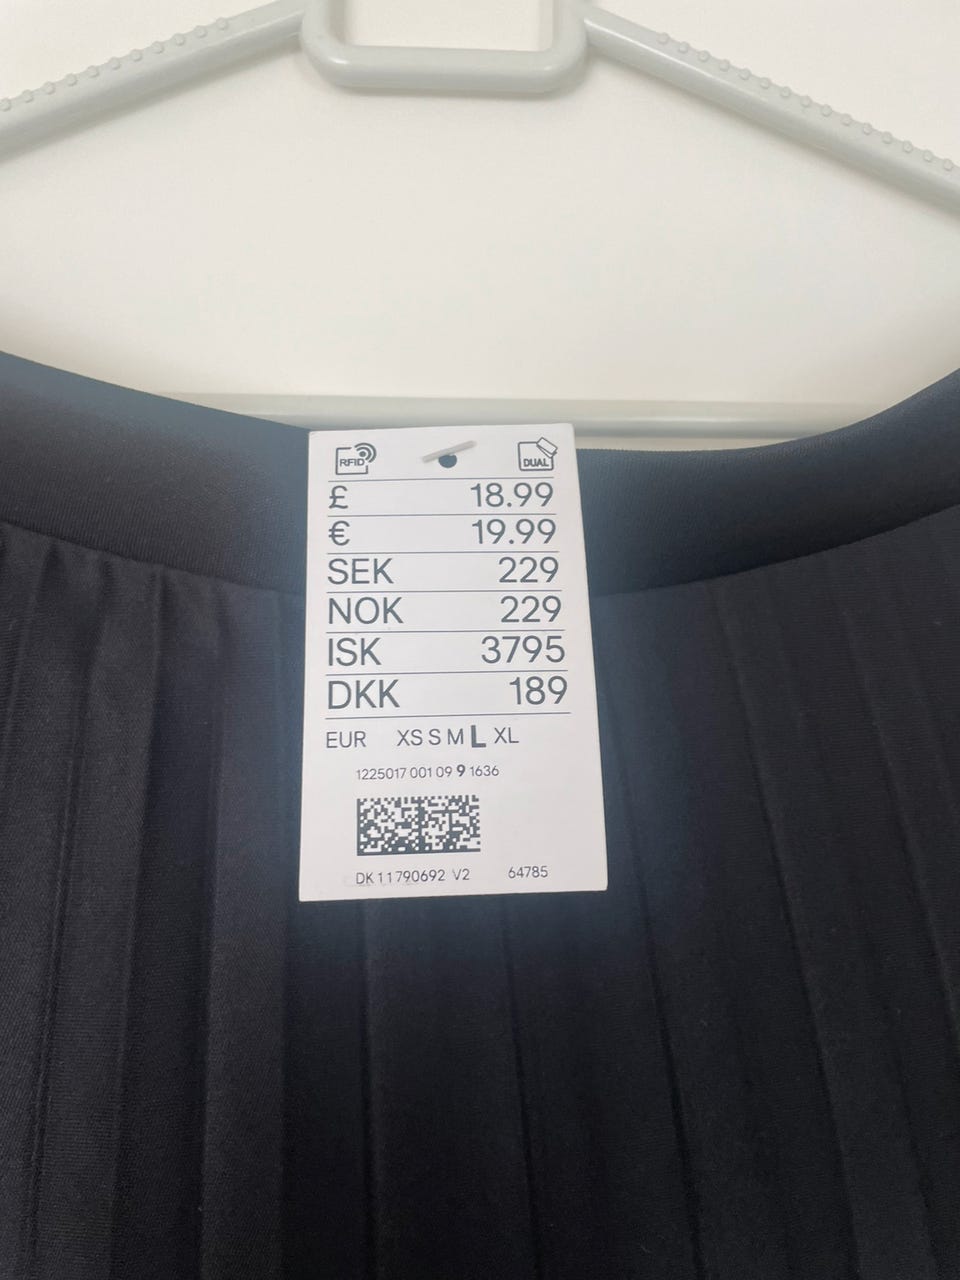 RFID DUAL
£ 18.99
€ 19.99
SEK 229
NOK 229
ISK 3795
DKK 189
EUR XS S M L XL
1225017 001 09 9 1636
DK 11790692 V2 64785